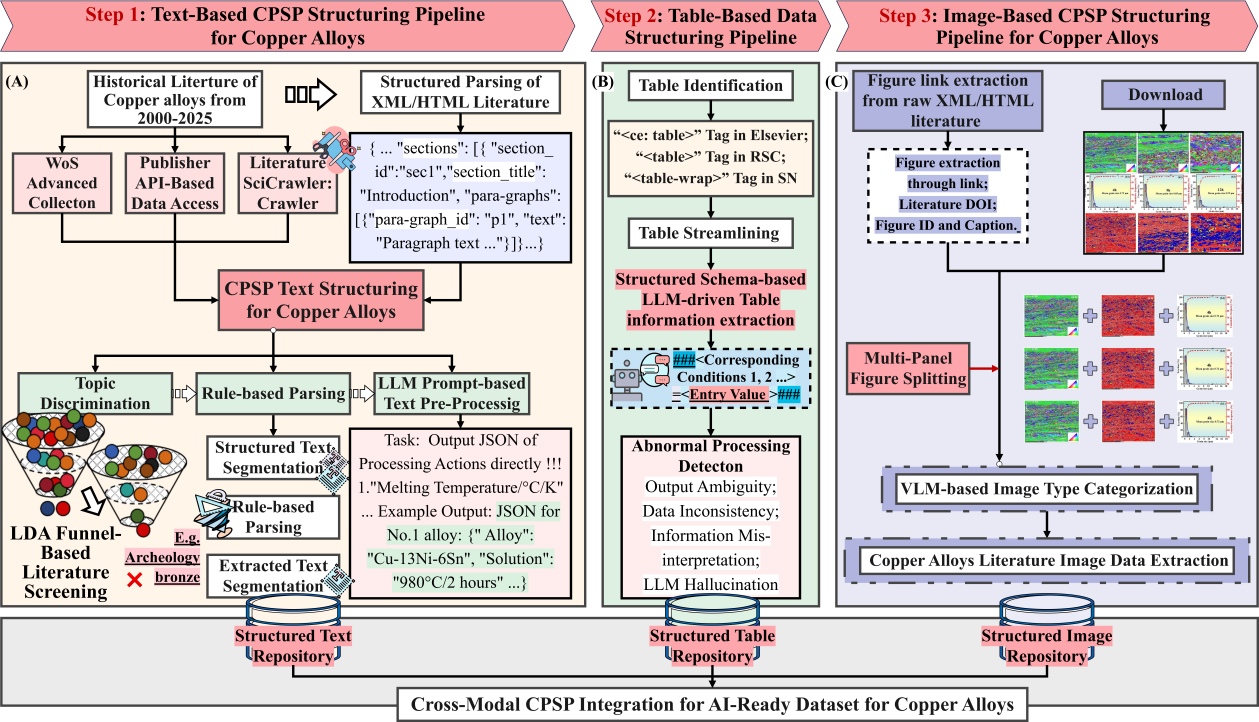 Step 1: Text-Based CPSP Structuring Pipeline
for Copper Alloys
Step 2: Table-Based Data
Structuring Pipeline
Step 3: Image-Based CPSP Structuring
Pipeline for Copper Alloys
(A)
Historical Literture of
Copper alloys from
2000-2025
Structured Parsing of
XML/HTML Literature
WoS
Advanced
Collecton
Publisher
API-Based
Data Access
Literature
SciCrawler:
Crawler
{ ... "sections": [{ "section_
id":"sec1","section_title":
"Introduction", "para-graphs":
[{"para-graph_id": "p1", "text":
"Paragraph text ..."}]}...}
CPSP Text Structuring
for Copper Alloys
Topic
Discrimination
Rule-based Parsing
LLM Prompt-based
Text Pre-Processig
Structured Text
Segmentation
Rule-based
Parsing
Extracted Text
Segmentation
LDA Funnel-
Based
Literature
Screening
E.g.
Archeology
bronze
Task: Output JSON of
Processing Actions directly !!!
1."Melting Temperature/°C/K"
... Example Output: JSON for
No.1 alloy: {" Alloy":
"Cu-13Ni-6Sn", "Solution":
"980°C/2 hours" ...}
(B)
Table Identification
“<ce: table>” Tag in Elsevier;
“<table>” Tag in RSC;
“<table-wrap>” Tag in SN
Table Streamlining
Structured Schema-based
LLM-driven Table
information extraction
###<Corresponding
Conditions 1, 2 ...>
=<Entry Value >###
Abnormal Processing
Detecton
Output Ambiguity;
Data Inconsistency;
Information Mis-
interpretation;
LLM Hallucination
(C)
Figure link extraction
from raw XML/HTML
literature
Download
Figure extraction
through link;
Literature DOI;
Figure ID and Caption.
Multi-Panel
Figure Splitting
VLM-based Image Type Categorization
Copper Alloys Literature Image Data Extraction
Structured Text
Repository
Structured Table
Repository
Structured Image
Repository
Cross-Modal CPSP Integration for AI-Ready Dataset for Copper Alloys